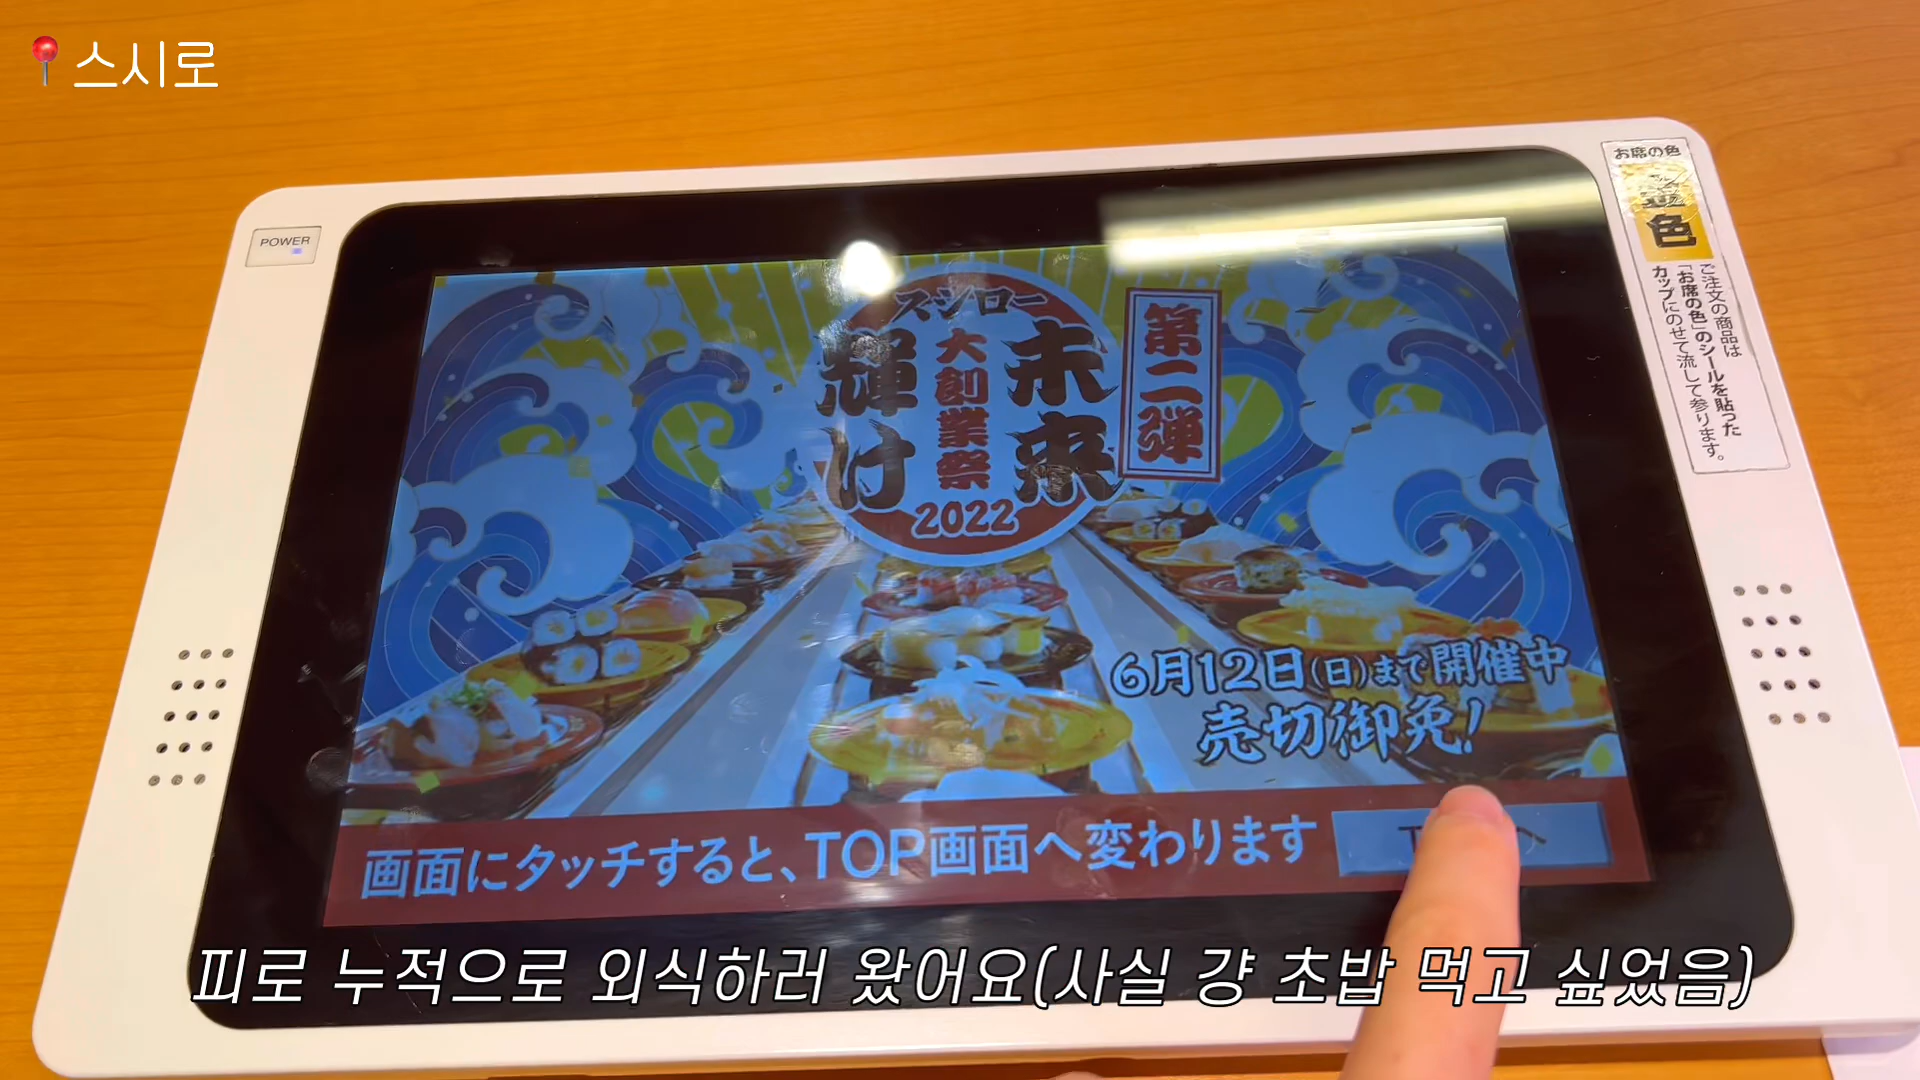 スシロー
スシロー
未来
輝け
大創業祭
2022
第二弾
6月12日(日)まで開催中
売切御免!
画面にタッチすると、TOP画面へ変わります
POWER
お席の色
金色
ご注文の商品は
「お席の色」のシールを貼った
カップにのせて流して参ります。
피로 누적으로 외식하러 왔어요(사실 걍 초밥 먹고 싶었음)